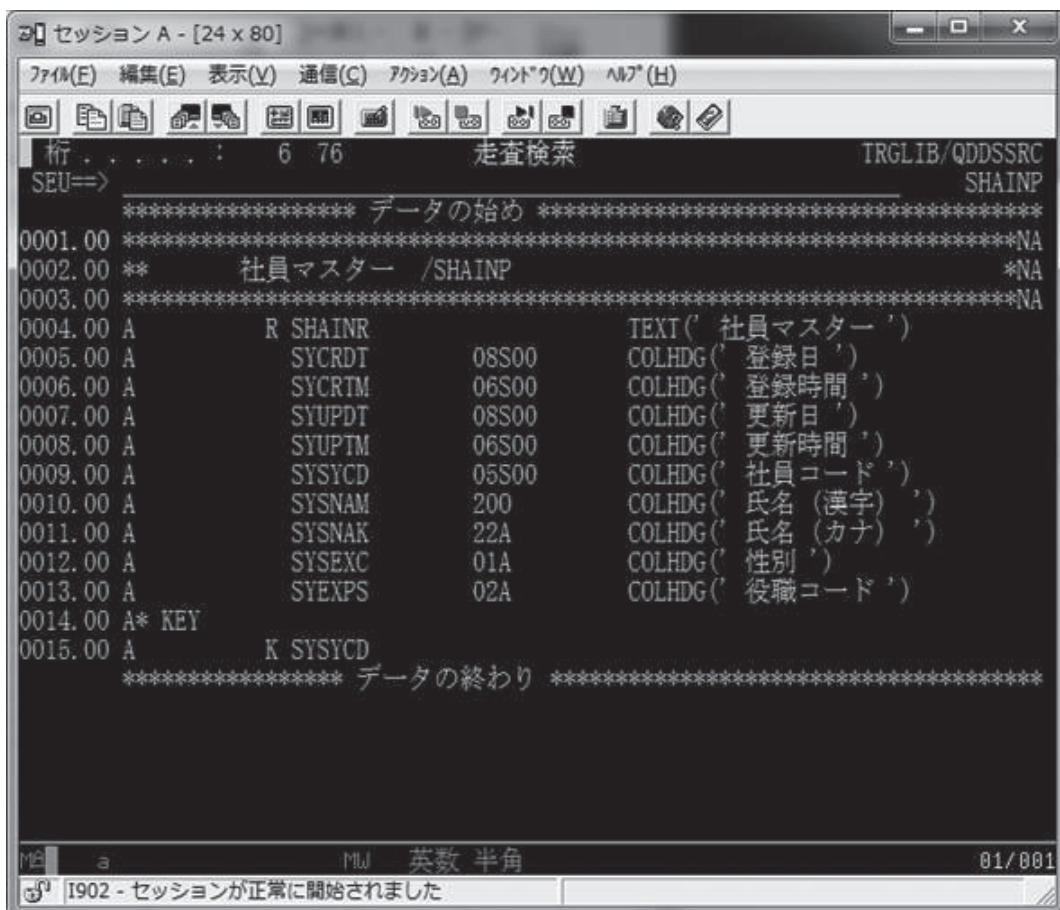 セッション A - [24 x 80]
ファイル(F) 編集(E) 表示(V) 通信(C) アクション(A) ウィンドウ(W) ヘルプ(H)
桁 . . . . . : 6 76 走査検索 TRGLIB/QDDSSRC
SEU==> SHAINP
****************** データの始め ***************************************
0001.00 *********************************************************************NA
0002.00 ** 社員マスター /SHAINP *NA
0003.00 *********************************************************************NA
0004.00 A R SHAINR TEXT(' 社員マスター ')
0005.00 A SYCRDT 08S00 COLHDG(' 登録日 ')
0006.00 A SYCRTM 06S00 COLHDG(' 登録時間 ')
0007.00 A SYUPDT 08S00 COLHDG(' 更新日 ')
0008.00 A SYUPTM 06S00 COLHDG(' 更新時間 ')
0009.00 A SYSYCD 05S00 COLHDG(' 社員コード ')
0010.00 A SYSNAM 20O COLHDG(' 氏名 (漢字) ')
0011.00 A SYSNAK 22A COLHDG(' 氏名 (カナ) ')
0012.00 A SYSEXC 01A COLHDG(' 性別 ')
0013.00 A SYEXPS 02A COLHDG(' 役職コード ')
0014.00 A* KEY
0015.00 A K SYSYCD
***************** データの終わり **************************************
a MW 英数 半角 01/001
I902 - セッションが正常に開始されました